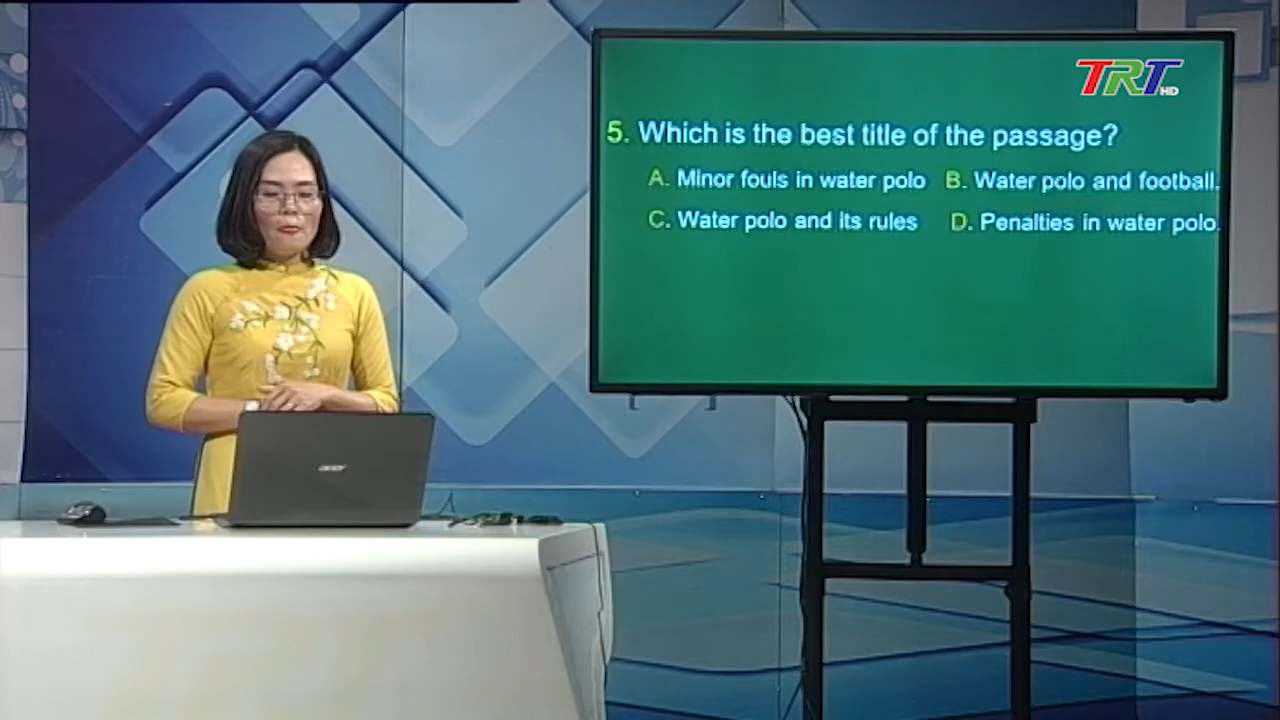 TRT HD
5. Which is the best title of the passage?
A. Minor fouls in water polo B. Water polo and football.
C. Water polo and its rules D. Penalties in water polo.
acer